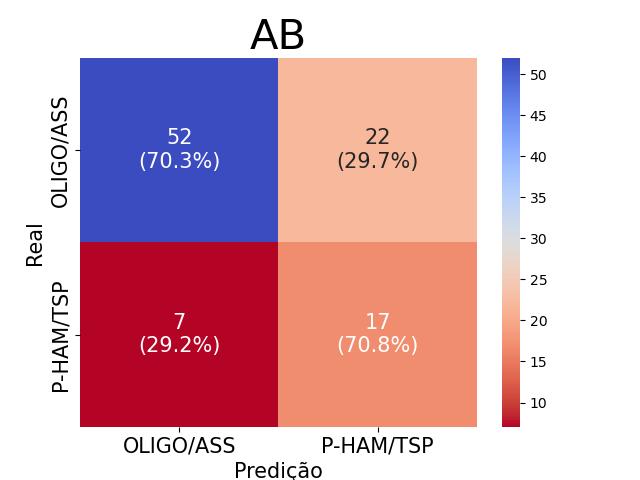 AB
OLIGO/ASS
P-HAM/TSP
Real
52
(70.3%)
22
(29.7%)
7
(29.2%)
17
(70.8%)
OLIGO/ASS
P-HAM/TSP
Predição
50
45
40
35
30
25
20
15
10